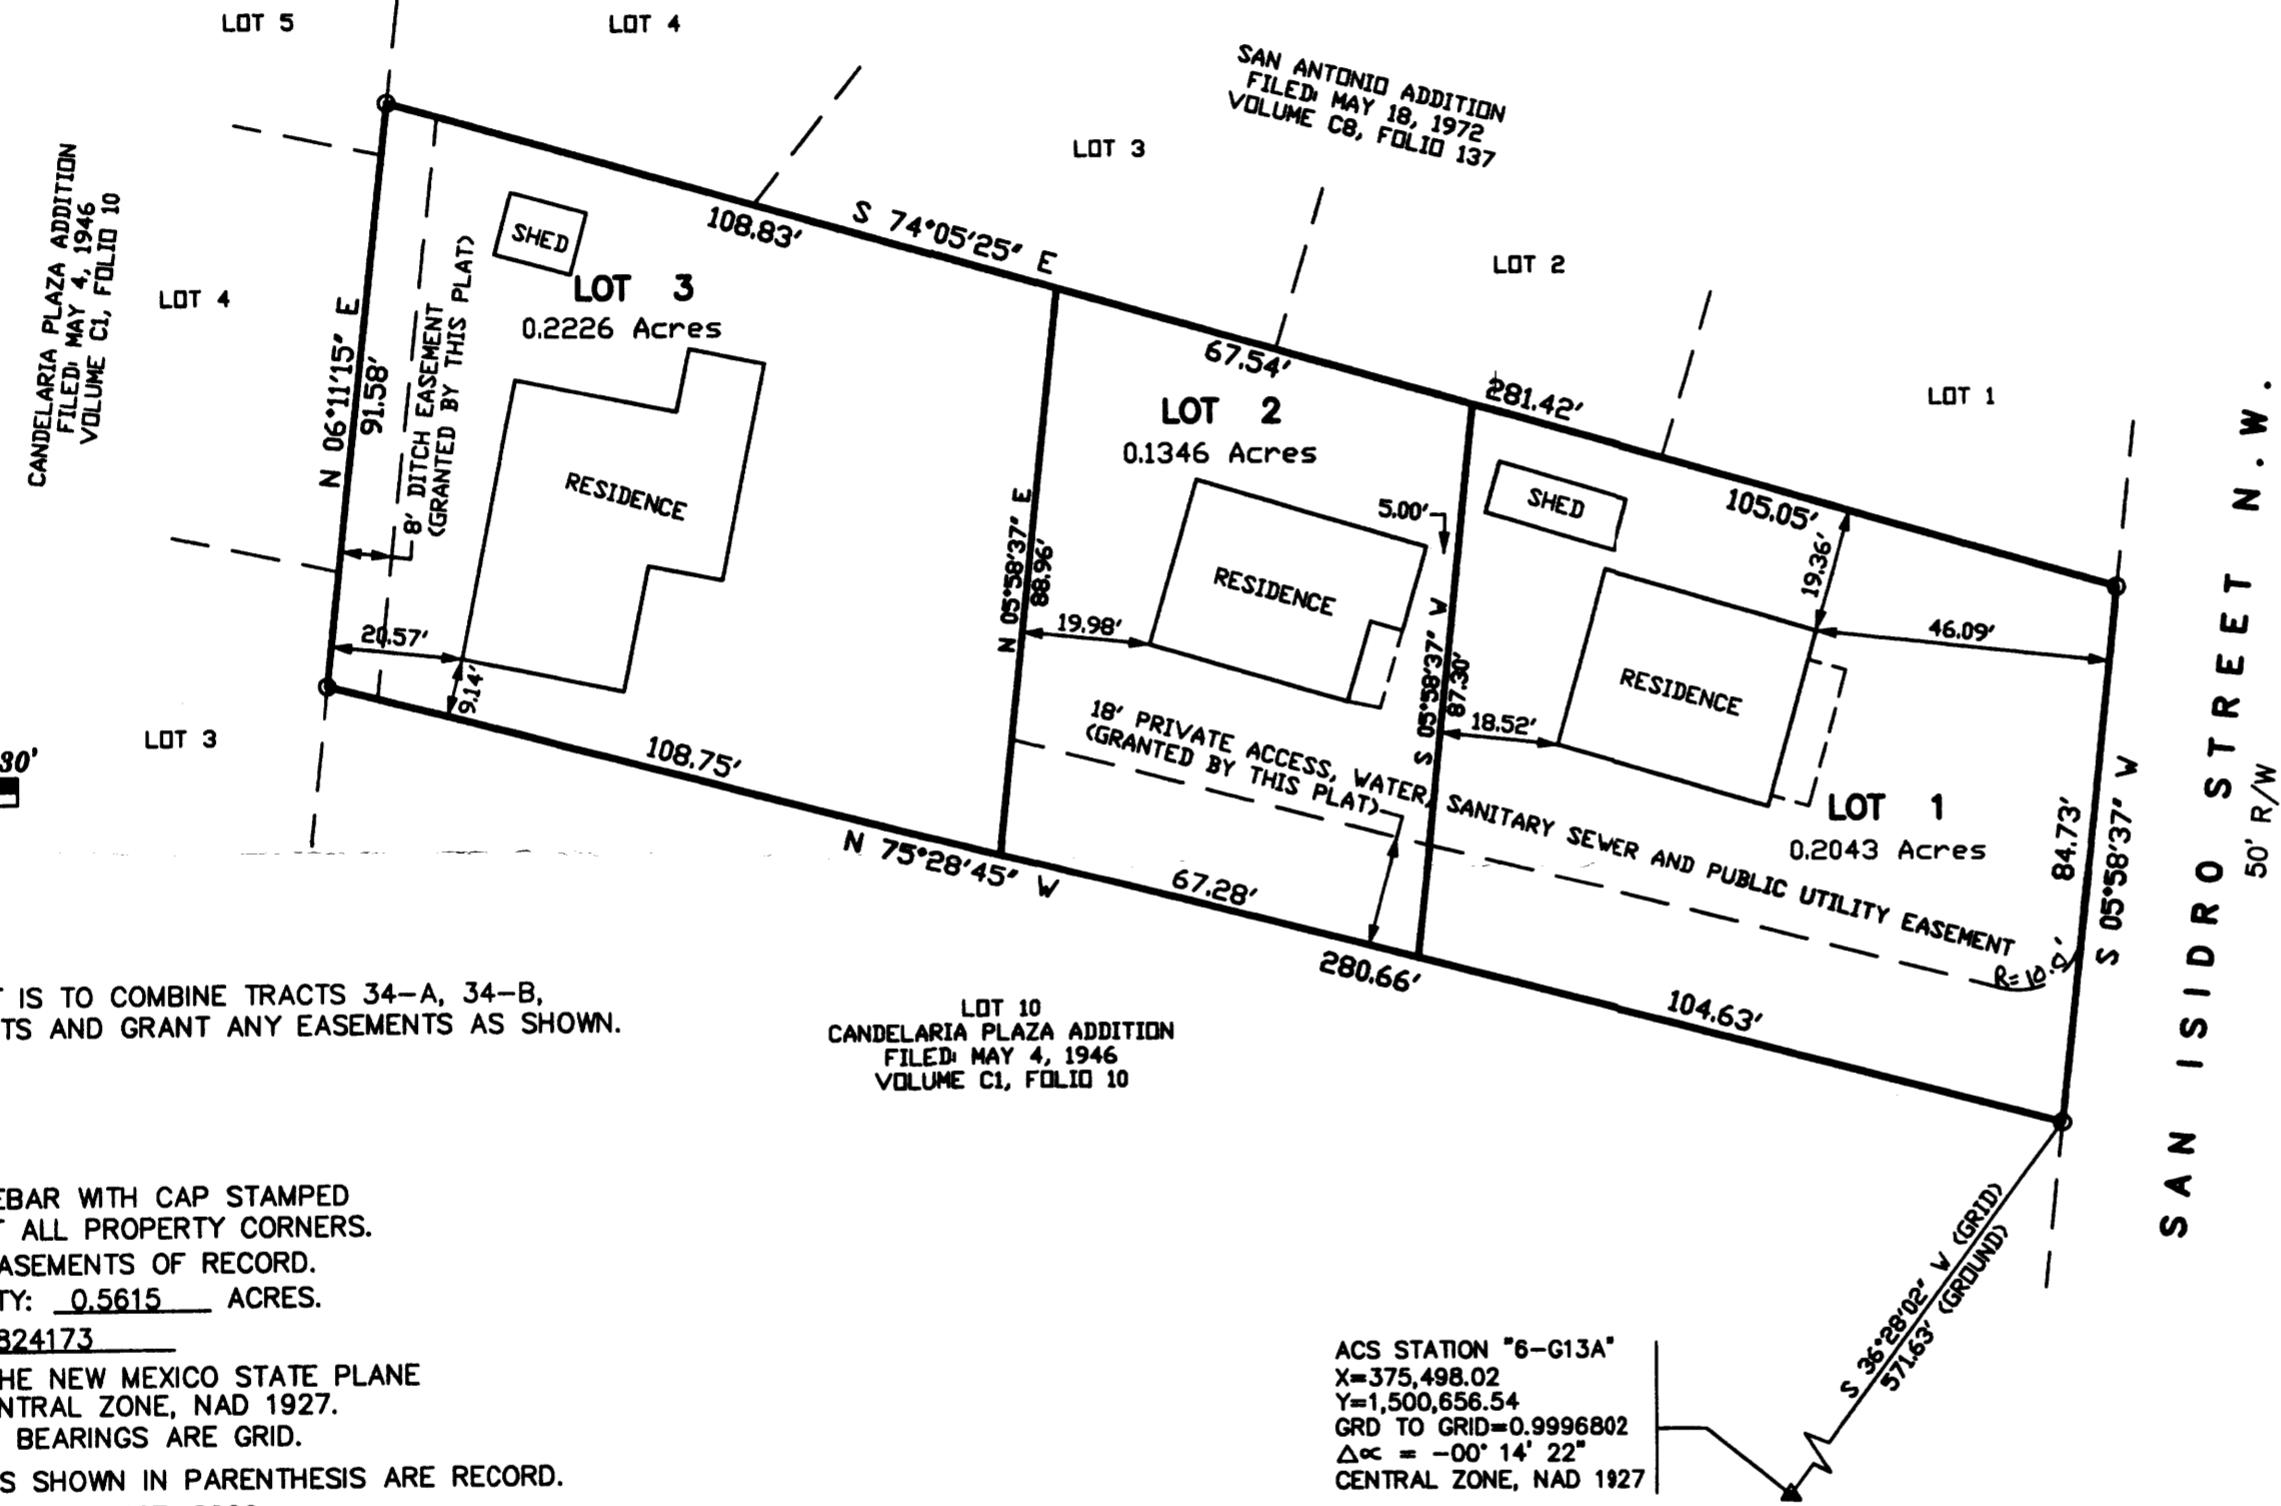 LOT 5
LOT 4
SAN ANTONIO ADDITION
FILED: MAY 18, 1972
VOLUME C8, FOLIO 137
LOT 3
LOT 2
LOT 1
CANDELARIA PLAZA ADDITION
FILED: MAY 4, 1946
VOLUME C1, FOLIO 10
LOT 4
LOT 3
30'
N 06°11'15" E
91.58'
8' DITCH EASEMENT
(GRANTED BY THIS PLAT)
SHED
108.83'
S 74°05'25" E
LOT 3
0.2226 Acres
RESIDENCE
20.57'
9.14'
108.75'
N 05°58'37" E
88.96'
67.54'
281.42'
LOT 2
0.1346 Acres
5.00'
RESIDENCE
19.98'
S 05°58'37" W
87.30'
SHED
105.05'
19.36'
46.09'
RESIDENCE
18.52'
18' PRIVATE ACCESS, WATER, SANITARY SEWER AND PUBLIC UTILITY EASEMENT
(GRANTED BY THIS PLAT)
LOT 1
0.2043 Acres
R=10.0'
84.73'
S 05°58'37" W
SAN ISIDRO STREET N.W.
50' R/W
N 75°28'45" W
67.28'
280.66'
104.63'
LOT 10
CANDELARIA PLAZA ADDITION
FILED: MAY 4, 1946
VOLUME C1, FOLIO 10
IS TO COMBINE TRACTS 34-A, 34-B,
TS AND GRANT ANY EASEMENTS AS SHOWN.
EBAR WITH CAP STAMPED
T ALL PROPERTY CORNERS.
ASEMENTS OF RECORD.
TY: 0.5615 ACRES.
824173
HE NEW MEXICO STATE PLANE
NTRAL ZONE, NAD 1927.
BEARINGS ARE GRID.
S SHOWN IN PARENTHESIS ARE RECORD.
S 36°28'02" W (GRID)
571.63' (GROUND)
ACS STATION "6-G13A"
X=375,498.02
Y=1,500,656.54
GRD TO GRID=0.9996802
Δ∝ = -00° 14' 22"
CENTRAL ZONE, NAD 1927